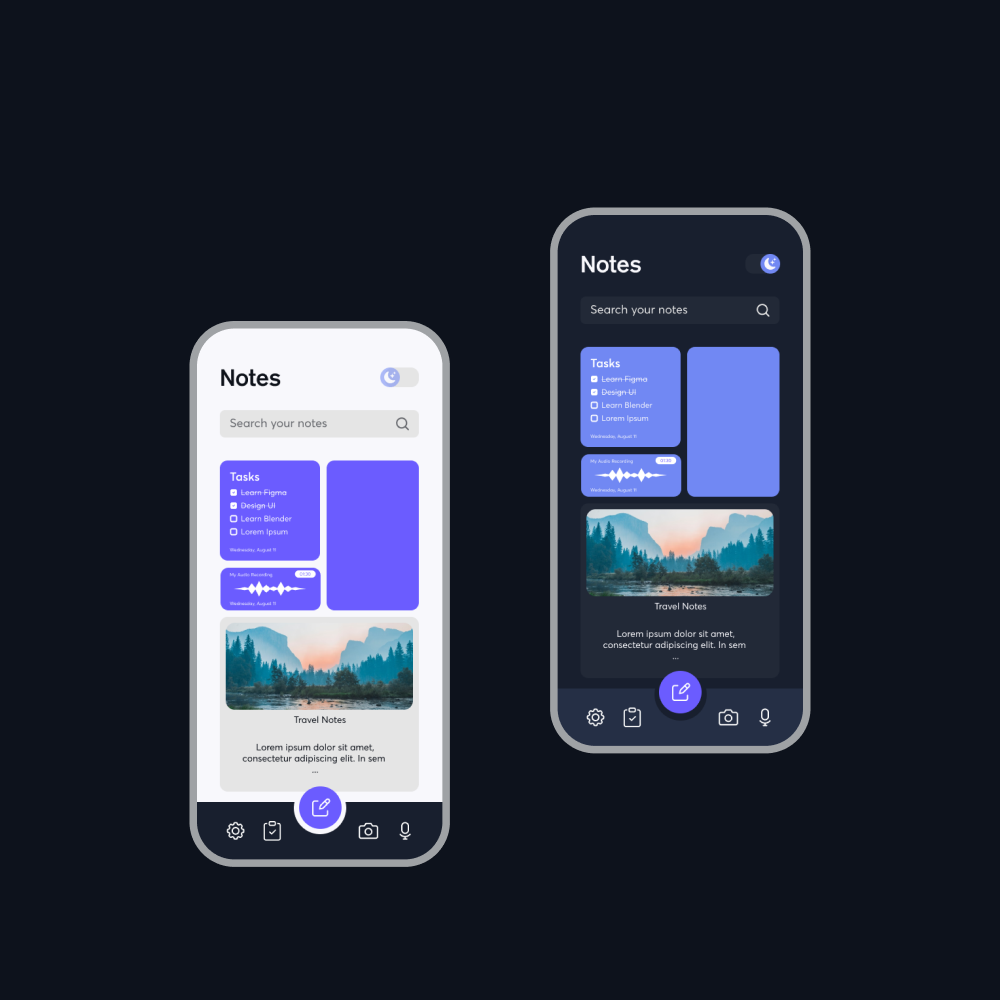 Notes
Search your notes
Tasks
Learn Figma
Design UI
Learn Blender
Lorem Ipsum
Wednesday, August 11
My Audio Recording
Wednesday, August 11
Travel Notes
Lorem ipsum dolor sit amet,
consectetur adipiscing elit. In sem
...
Notes
Search your notes
Tasks
Learn Figma
Design UI
Learn Blender
Lorem Ipsum
Wednesday, August 11
My Audio Recording
Wednesday, August 11
Travel Notes
Lorem ipsum dolor sit amet,
consectetur adipiscing elit. In sem
...